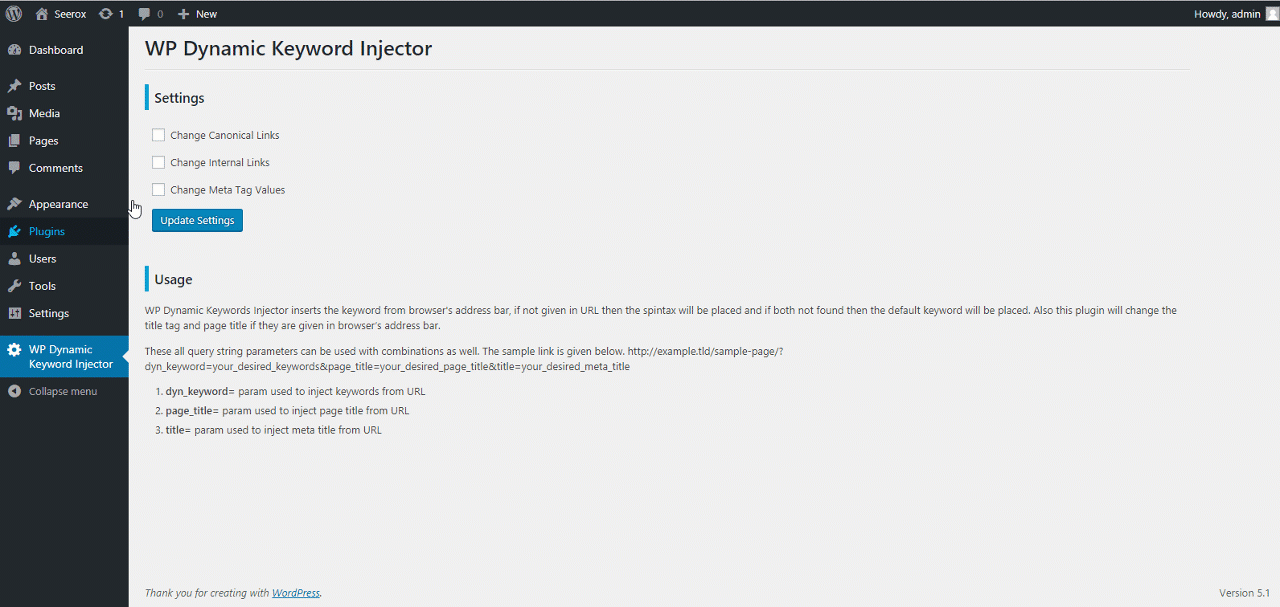 Seerox 1 0 New Howdy, admin
Dashboard
Posts
Media
Pages
Comments
Appearance
Plugins
Users
Tools
Settings
WP Dynamic
Keyword Injector
Collapse menu
WP Dynamic Keyword Injector
Settings
Change Canonical Links
Change Internal Links
Change Meta Tag Values
Update Settings
Usage
WP Dynamic Keywords Injector inserts the keyword from browser's address bar, if not given in URL then the spintax will be placed and if both not found then the default keyword will be placed. Also this plugin will change the
title tag and page title if they are given in browser's address bar.
These all query string parameters can be used with combinations as well. The sample link is given below. http://example.tld/sample-page/?
dyn_keyword=your_desired_keywords&page_title=your_desired_page_title&title=your_desired_meta_title
1. dyn_keyword= param used to inject keywords from URL
2. page_title= param used to inject page title from URL
3. title= param used to inject meta title from URL
Thank you for creating with WordPress.
Version 5.1